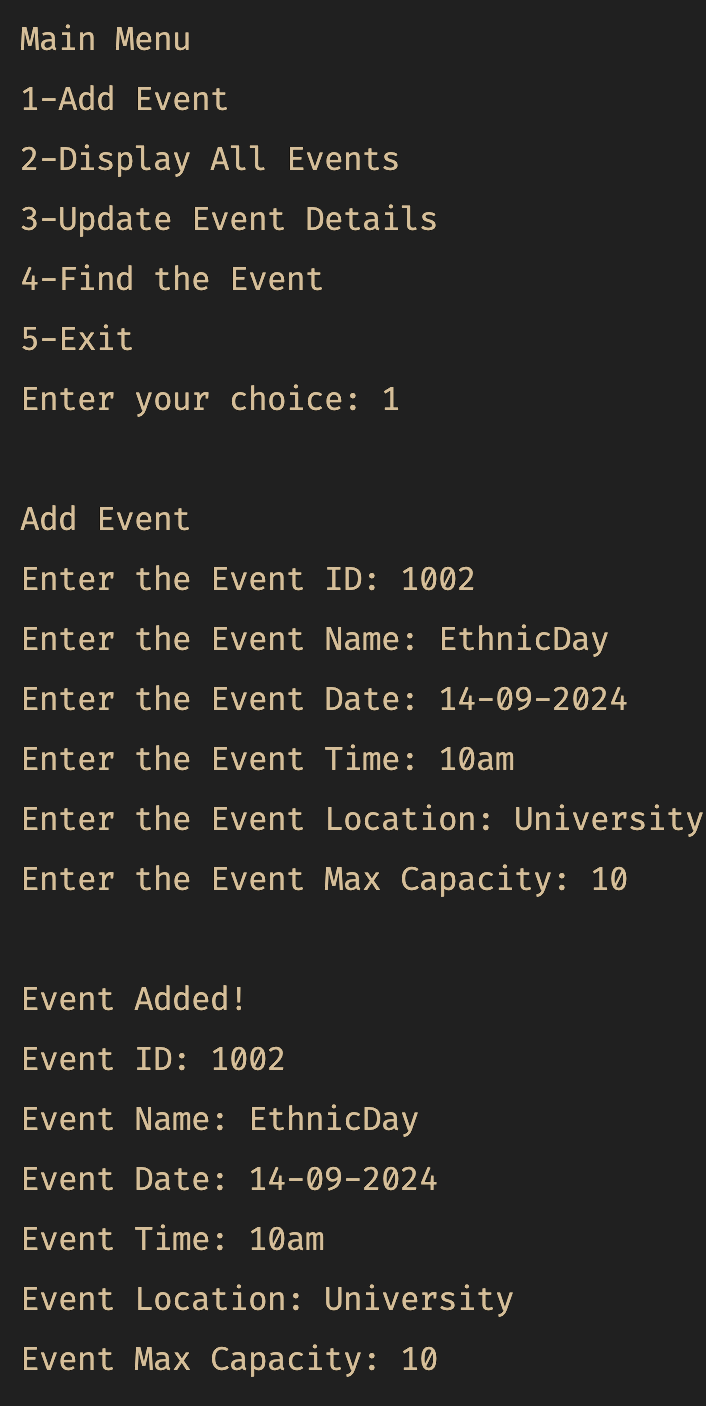 Main Menu
1-Add Event
2-Display All Events
3-Update Event Details
4-Find the Event
5-Exit
Enter your choice: 1
Add Event
Enter the Event ID: 1002
Enter the Event Name: EthnicDay
Enter the Event Date: 14-09-2024
Enter the Event Time: 10am
Enter the Event Location: University
Enter the Event Max Capacity: 10
Event Added!
Event ID: 1002
Event Name: EthnicDay
Event Date: 14-09-2024
Event Time: 10am
Event Location: University
Event Max Capacity: 10